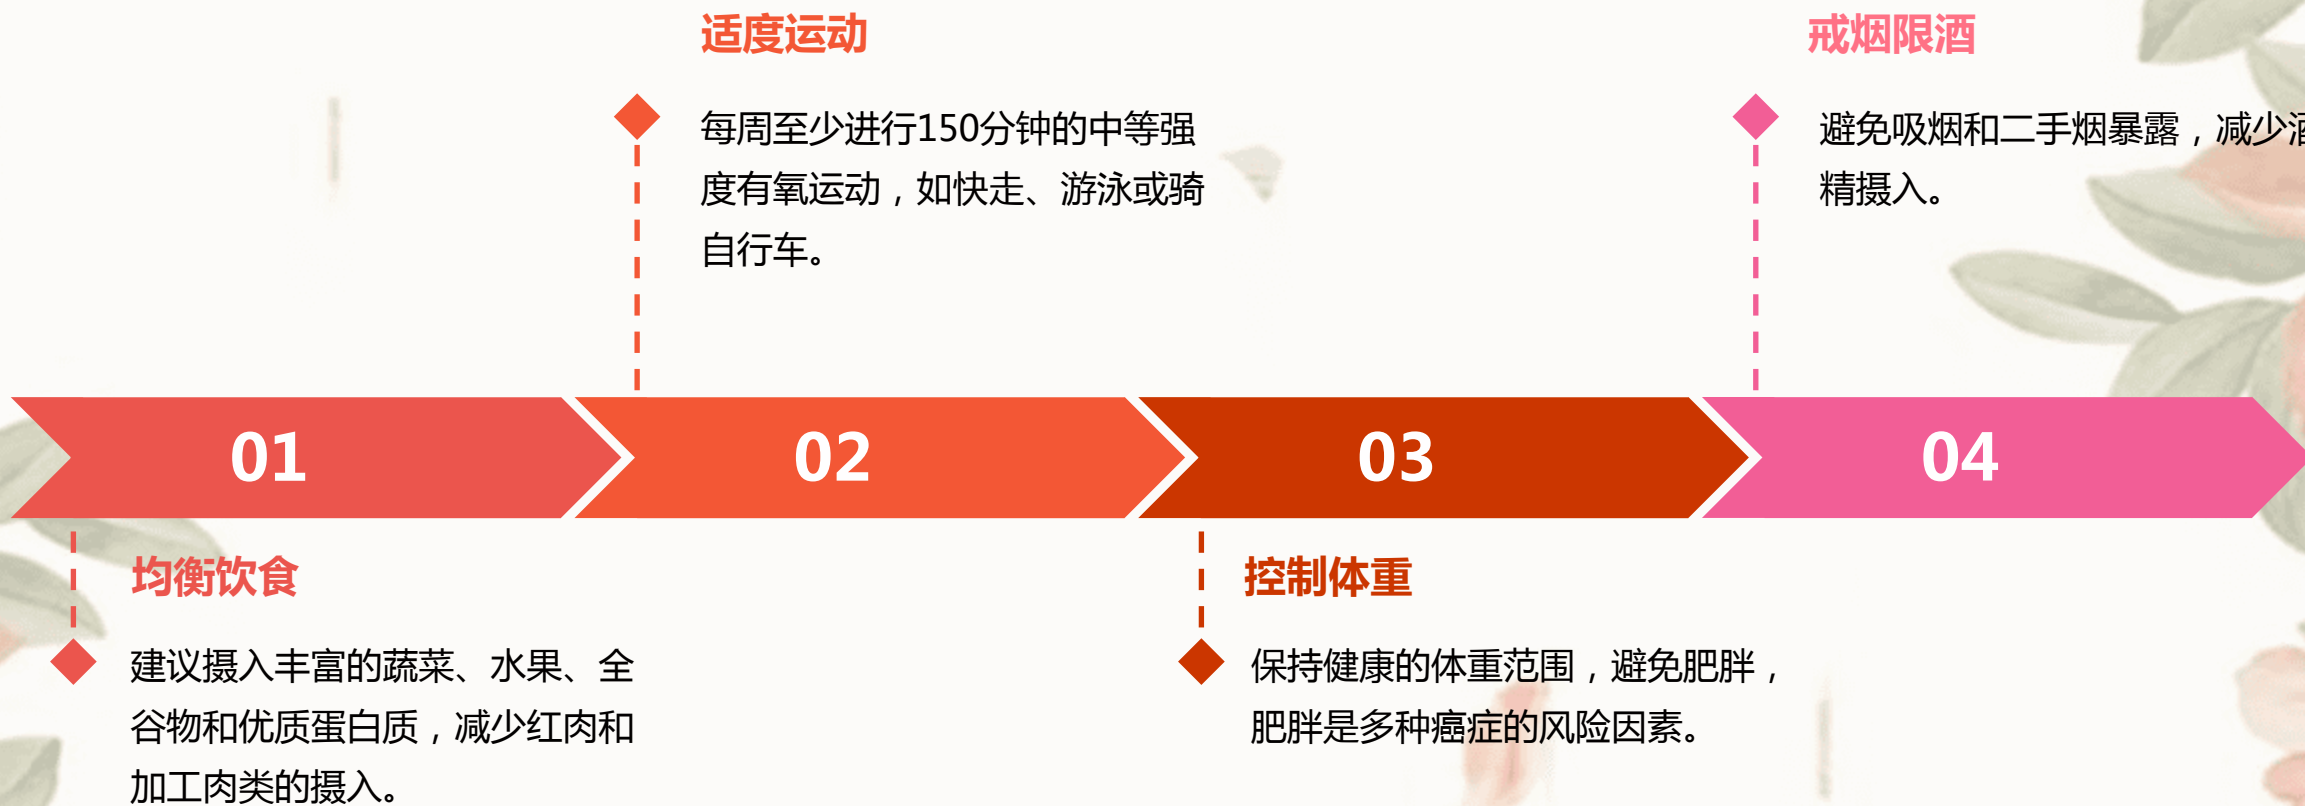 适度运动
每周至少进行150分钟的中等强
度有氧运动，如快走、游泳或骑
自行车。
戒烟限酒
避免吸烟和二手烟暴露，减少酒
精摄入。
01
02
03
04
均衡饮食
建议摄入丰富的蔬菜、水果、全
谷物和优质蛋白质，减少红肉和
加工肉类的摄入。
控制体重
保持健康的体重范围，避免肥胖，
肥胖是多种癌症的风险因素。